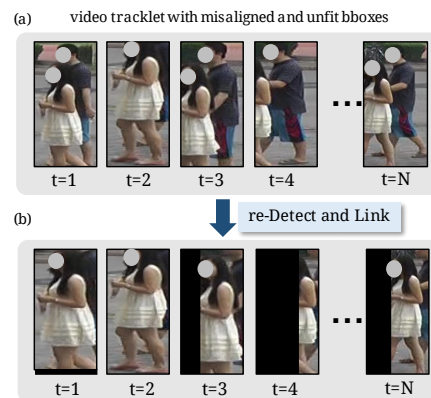 (a)
video tracklet with misaligned and unfit bboxes
t=1 t=2 t=3 t=4 ... t=N
re-Detect and Link
(b)
t=1 t=2 t=3 t=4 ... t=N